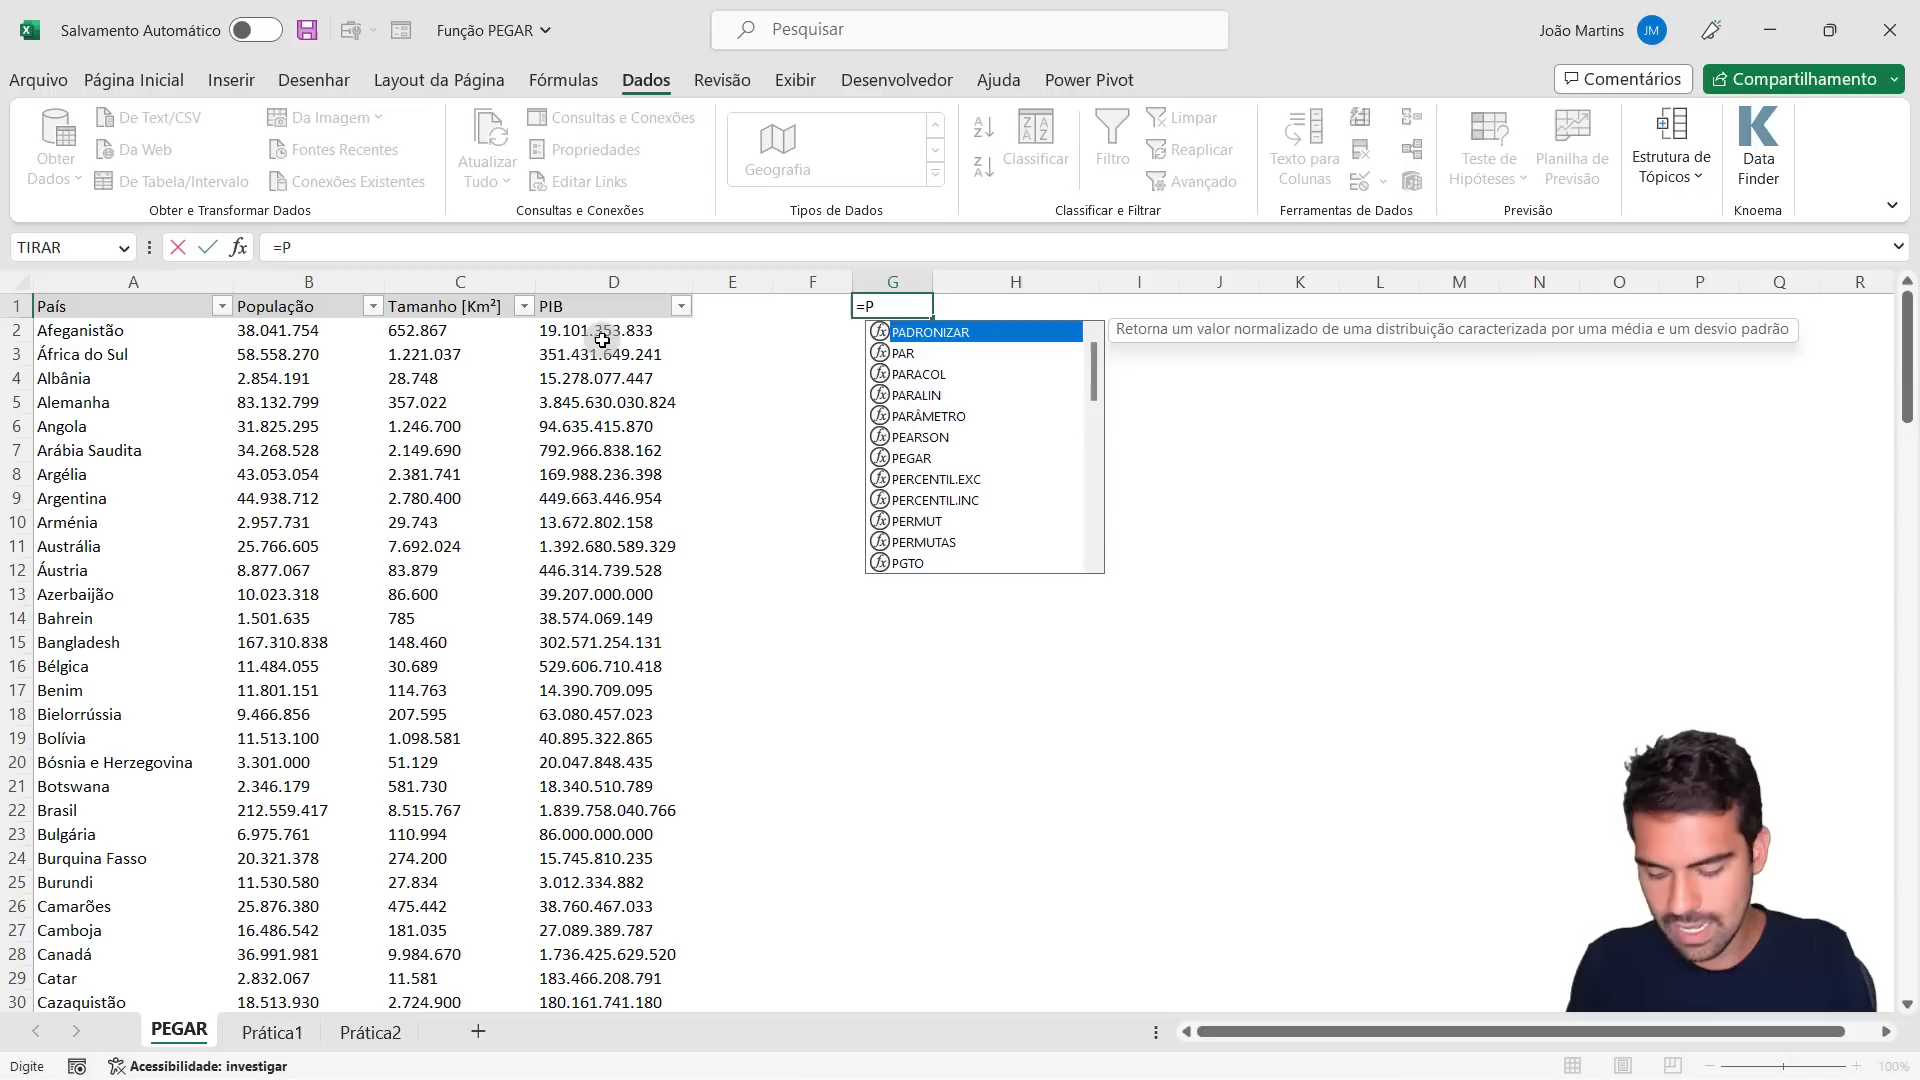 Salvamento Automático
Função PEGAR
Pesquisar
João Martins
JM
Arquivo Página Inicial Inserir Desenhar Layout da Página Fórmulas Dados Revisão Exibir Desenvolvedor Ajuda Power Pivot
Comentários
Compartilhamento
Obter Dados
De Text/CSV
Da Web
De Tabela/Intervalo
Da Imagem
Fontes Recentes
Conexões Existentes
Obter e Transformar Dados
Atualizar Tudo
Consultas e Conexões
Propriedades
Editar Links
Consultas e Conexões
Geografia
Tipos de Dados
Classificar
Filtro
Limpar
Reaplicar
Avançado
Classificar e Filtrar
Texto para Colunas
Ferramentas de Dados
Teste de Hipóteses
Planilha de Previsão
Previsão
Estrutura de Tópicos
Data Finder
Knoema
TIRAR
fx
=P
A B C D E F G H I J K L M N O P Q R
1 País População Tamanho [Km²] PIB =P
2 Afeganistão 38.041.754 652.867 19.101.353.833
3 África do Sul 58.558.270 1.221.037 351.431.649.241
4 Albânia 2.854.191 28.748 15.278.077.447
5 Alemanha 83.132.799 357.022 3.845.630.030.824
6 Angola 31.825.295 1.246.700 94.635.415.870
7 Arábia Saudita 34.268.528 2.149.690 792.966.838.162
8 Argélia 43.053.054 2.381.741 169.988.236.398
9 Argentina 44.938.712 2.780.400 449.663.446.954
10 Arménia 2.957.731 29.743 13.672.802.158
11 Austrália 25.766.605 7.692.024 1.392.680.589.329
12 Áustria 8.877.067 83.879 446.314.739.528
13 Azerbaijão 10.023.318 86.600 39.207.000.000
14 Bahrein 1.501.635 785 38.574.069.149
15 Bangladesh 167.310.838 148.460 302.571.254.131
16 Bélgica 11.484.055 30.689 529.606.710.418
17 Benim 11.801.151 114.763 14.390.709.095
18 Bielorrússia 9.466.856 207.595 63.080.457.023
19 Bolívia 11.513.100 1.098.581 40.895.322.865
20 Bósnia e Herzegovina 3.301.000 51.129 20.047.848.435
21 Botswana 2.346.179 581.730 18.340.510.789
22 Brasil 212.559.417 8.515.767 1.839.758.040.766
23 Bulgária 6.975.761 110.994 86.000.000.000
24 Burquina Fasso 20.321.378 274.200 15.745.810.235
25 Burundi 11.530.580 27.834 3.012.334.882
26 Camarões 25.876.380 475.442 38.760.467.033
27 Camboja 16.486.542 181.035 27.089.389.787
28 Canadá 36.991.981 9.984.670 1.736.425.629.520
29 Catar 2.832.067 11.581 183.466.208.791
30 Cazaquistão 18.513.930 2.724.900 180.161.741.180
PADRONIZAR
PAR
PARACOL
PARALIN
PARÂMETRO
PEARSON
PEGAR
PERCENTIL.EXC
PERCENTIL.INC
PERMUT
PERMUTAS
PGTO
Retorna um valor normalizado de uma distribuição caracterizada por uma média e um desvio padrão
PEGAR Prática1 Prática2
Digite
Acessibilidade: investigar
100%